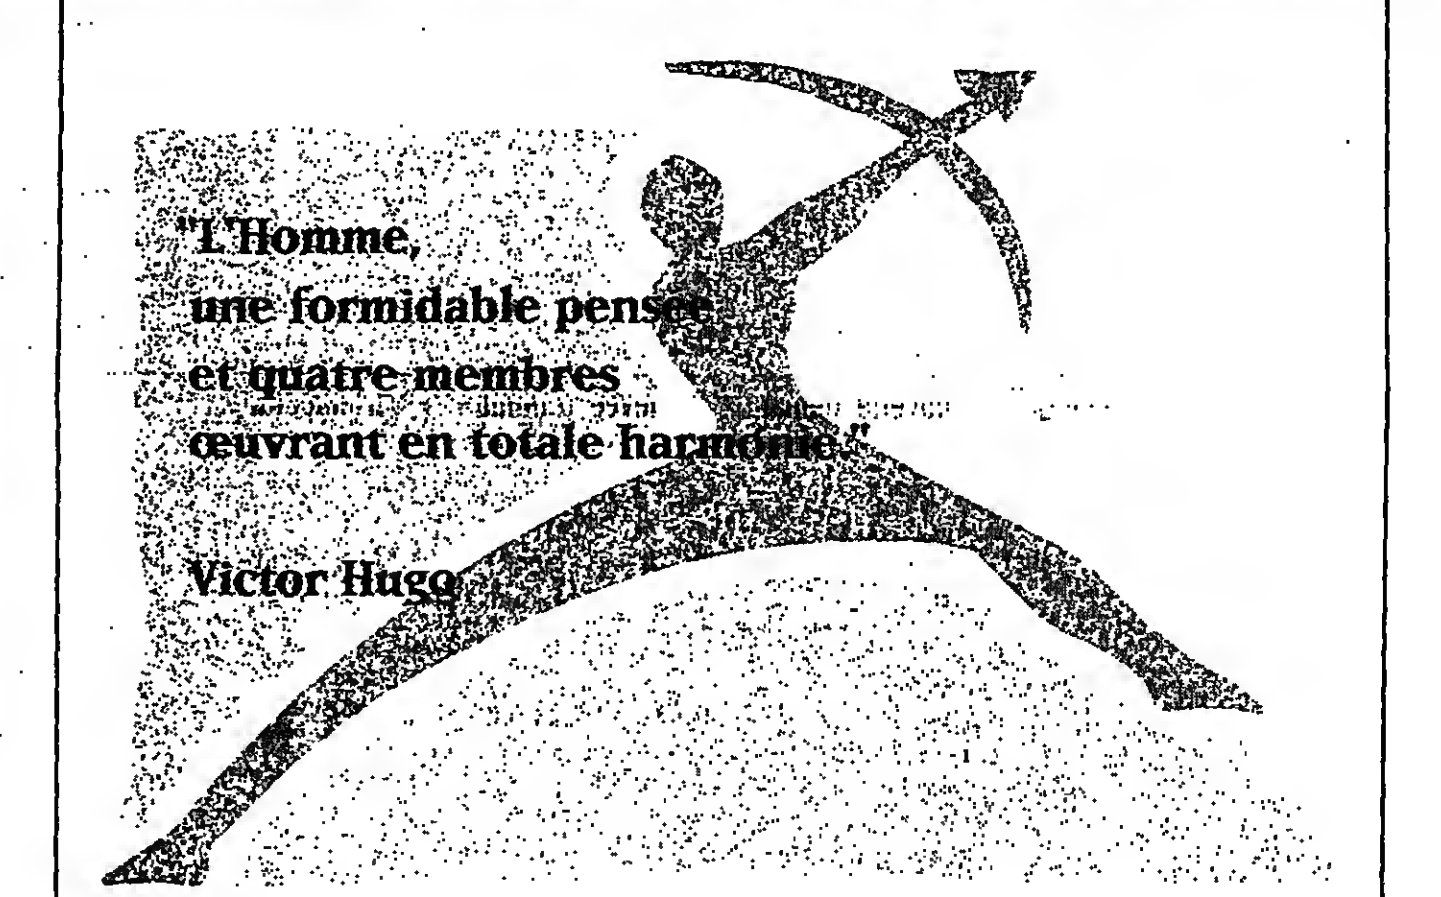 "L'Homme,
une formidable pensée
et quatre membres
œuvrant en totale harmonie."
Victor Hugo